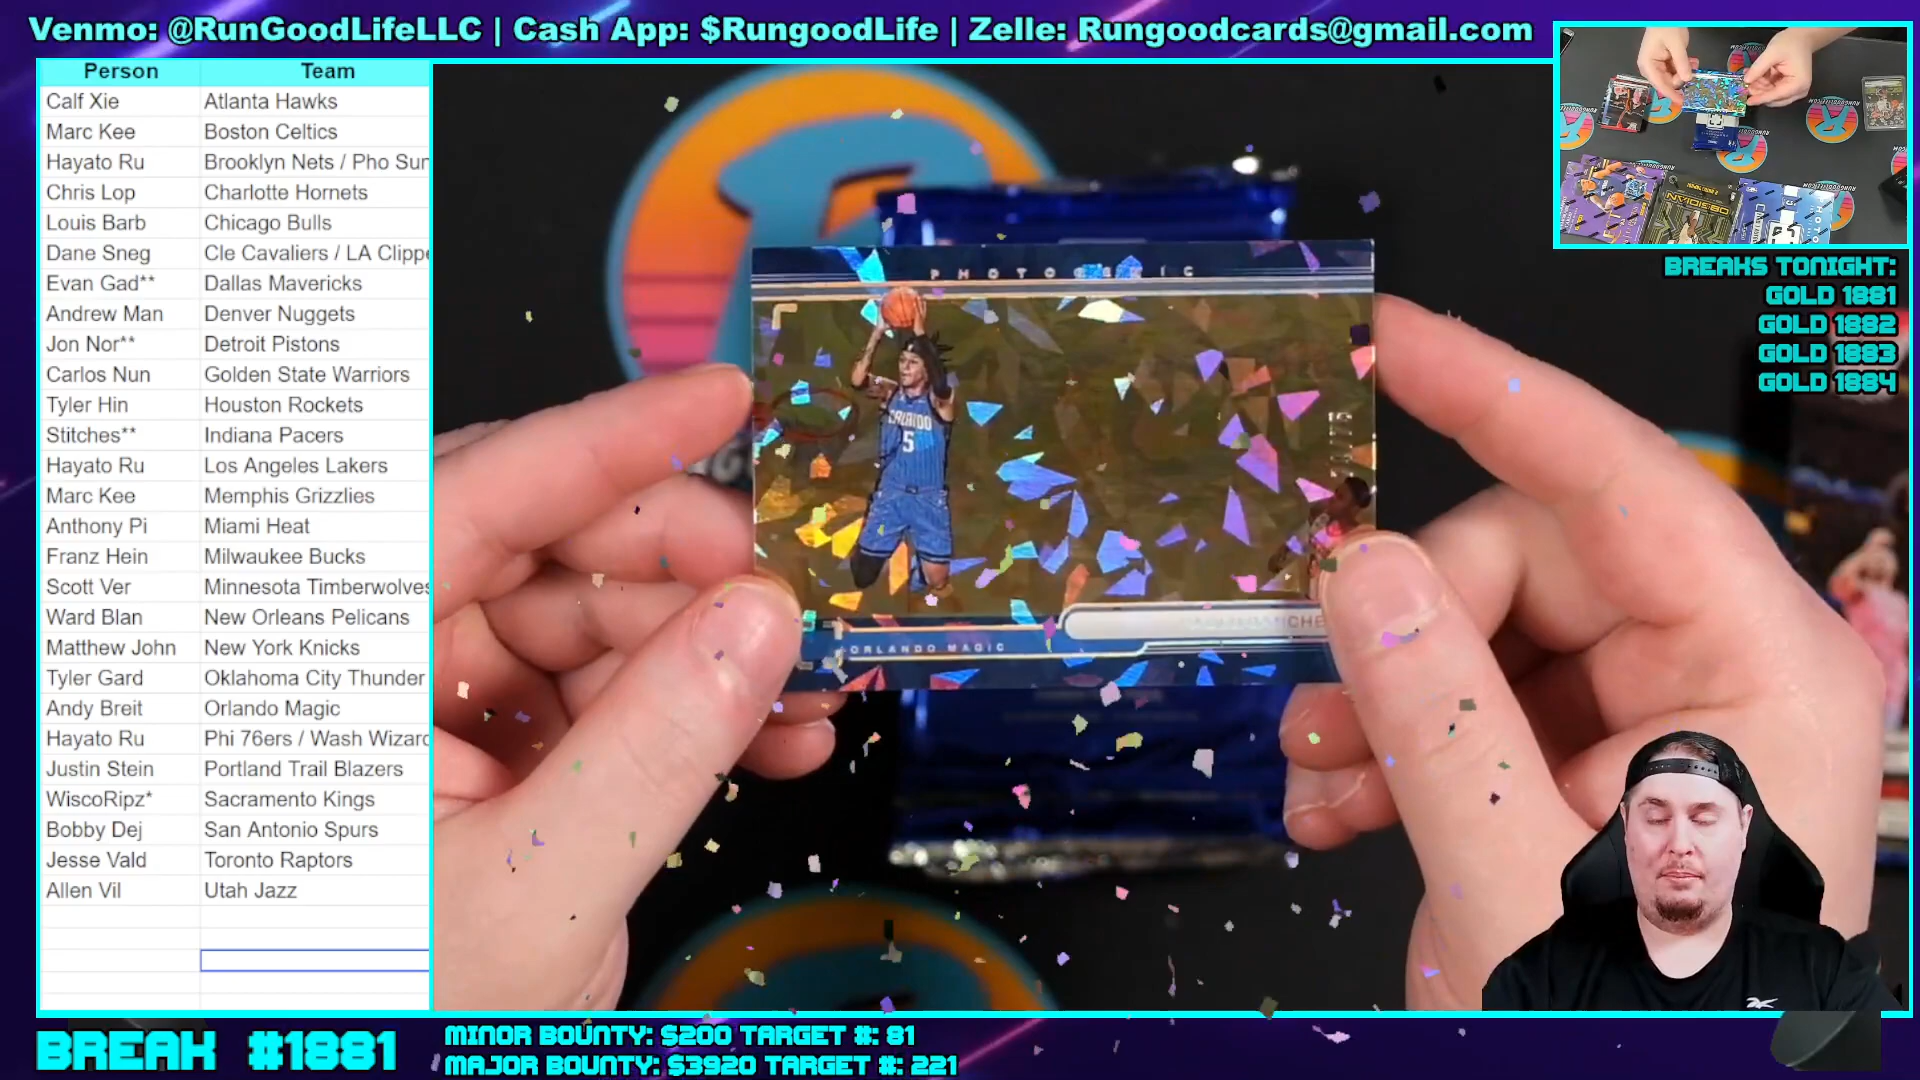 Venmo: @RunGoodLifeLLC | Cash App: $RungoodLife | Zelle: Rungoodcards@gmail.com
Person Team
Calf Xie Atlanta Hawks
Marc Kee Boston Celtics
Hayato Ru Brooklyn Nets / Pho Sun
Chris Lop Charlotte Hornets
Louis Barb Chicago Bulls
Dane Sneg Cle Cavaliers / LA Clippe
Evan Gad** Dallas Mavericks
Andrew Man Denver Nuggets
Jon Nor** Detroit Pistons
Carlos Nun Golden State Warriors
Tyler Hin Houston Rockets
Stitches** Indiana Pacers
Hayato Ru Los Angeles Lakers
Marc Kee Memphis Grizzlies
Anthony Pi Miami Heat
Franz Hein Milwaukee Bucks
Scott Ver Minnesota Timberwolves
Ward Blan New Orleans Pelicans
Matthew John New York Knicks
Tyler Gard Oklahoma City Thunder
Andy Breit Orlando Magic
Hayato Ru Phi 76ers / Wash Wizard
Justin Stein Portland Trail Blazers
WiscoRipz* Sacramento Kings
Bobby Dej San Antonio Spurs
Jesse Vald Toronto Raptors
Allen Vil Utah Jazz
PHOTOGENIC
ORLANDO
5
ORLANDO MAGIC
OBSIDIAN
BREAKS TONIGHT:
GOLD 1881
GOLD 1882
GOLD 1883
GOLD 1884
BREAK #1881
MINOR BOUNTY: $200 TARGET #: 81
MAJOR BOUNTY: $3920 TARGET #: 221